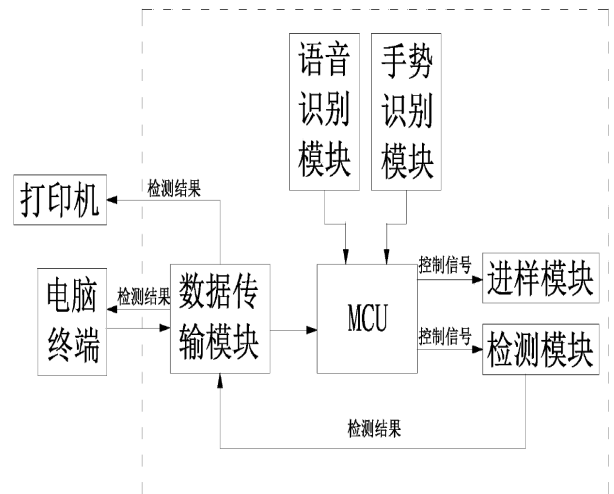 语音
识别
模块
手势
识别
模块
打印机
检测结果
电脑
终端
检测结果
数据传
输模块
MCU
控制信号
进样模块
控制信号
检测模块
检测结果